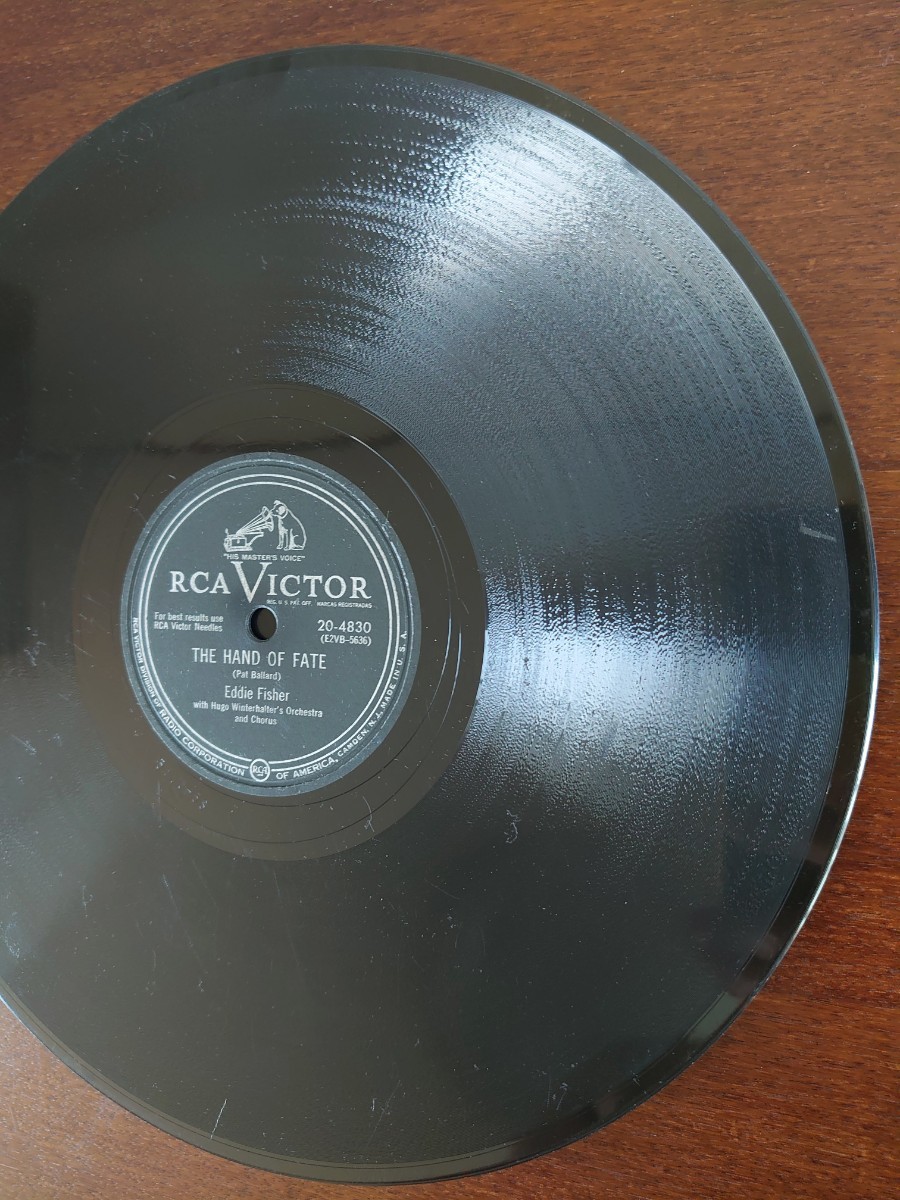 "HIS MASTER'S VOICE"
RCA VICTOR
REG. U. S. PAT. OFF. MARCAS REGISTRADAS
For best results use
RCA Victor Needles
20-4830
(E2VB-5636)
THE HAND OF FATE
(Pat Ballard)
Eddie Fisher
with Hugo Winterhalter's Orchestra
and Chorus
RCA VICTOR DIVISION OF RADIO CORPORATION RCA OF AMERICA, CAMDEN, N. J., MADE IN U. S. A.